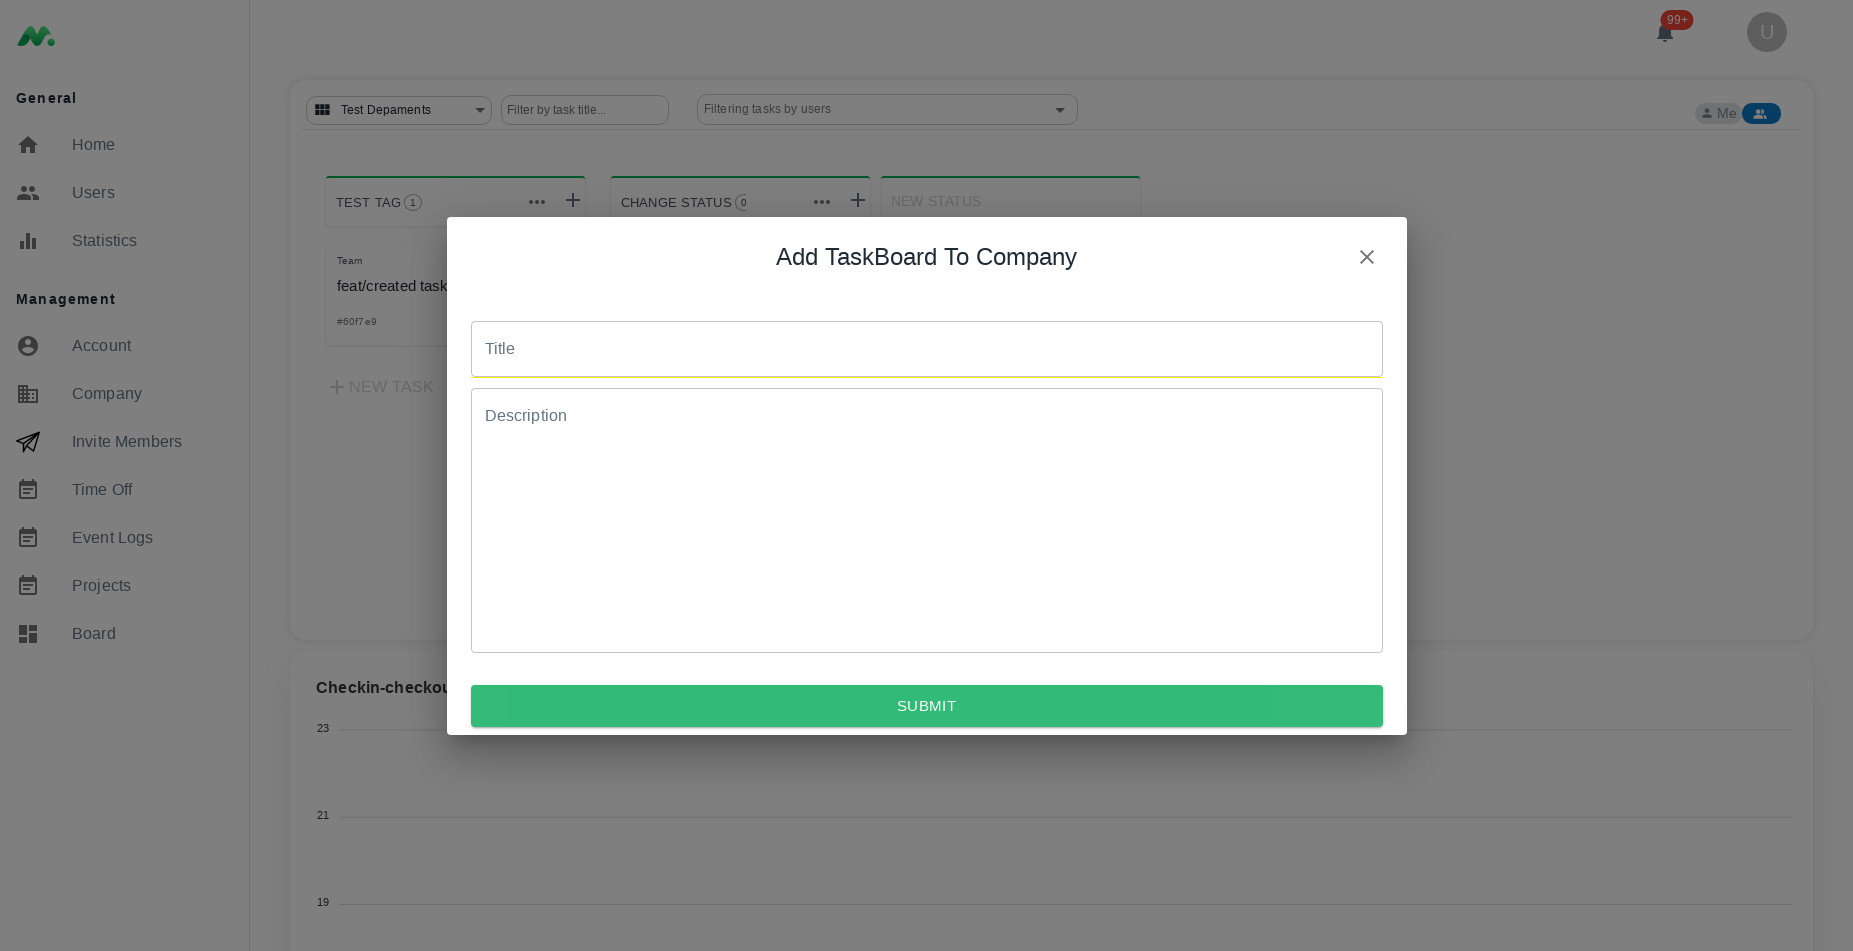 General
Home
Users
Statistics
Management
Account
Company
Invite Members
Time Off
Event Logs
Projects
Board
99+
U
Test Depaments
Filter by task title...
Filtering tasks by users
Me
TEST TAG 1
CHANGE STATUS 0
NEW STATUS
Team
feat/created task
#60f7e9
NEW TASK
Add TaskBoard To Company
Title
Description
SUBMIT
Checkin-checkou
23
21
19